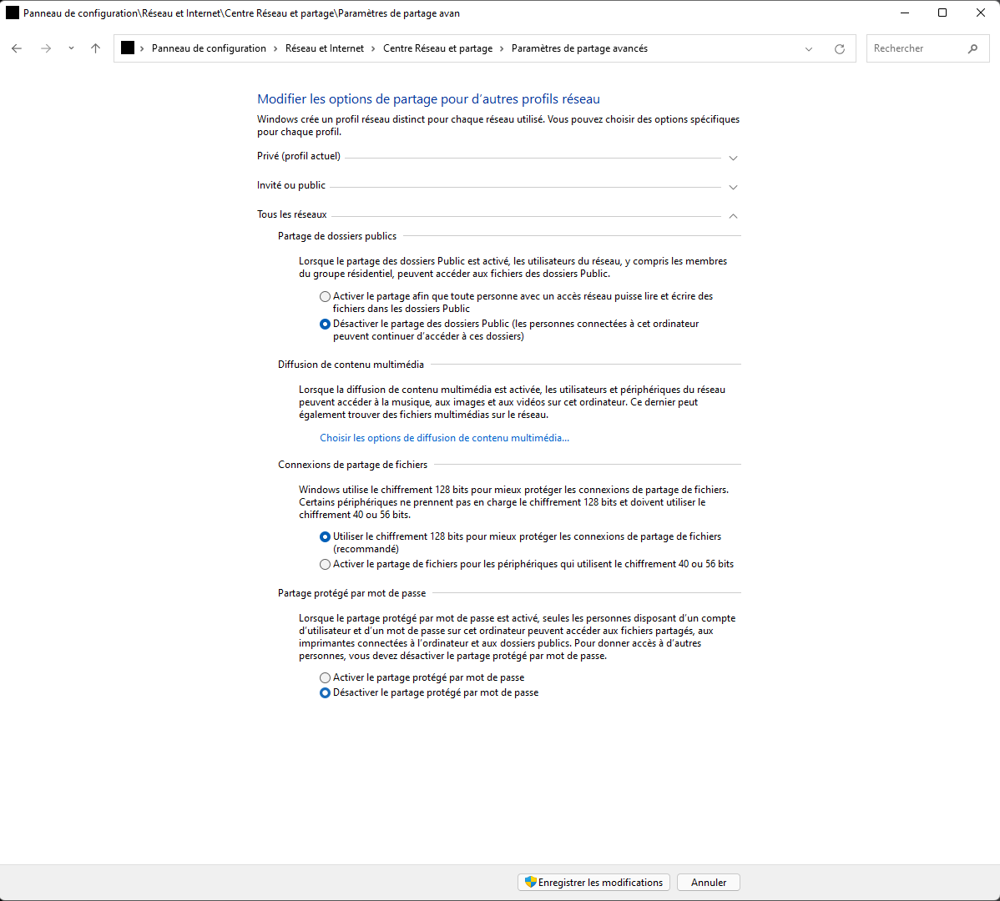 Panneau de configuration\Réseau et Internet\Centre Réseau et partage\Paramètres de partage avan
Panneau de configuration > Réseau et Internet > Centre Réseau et partage > Paramètres de partage avancés
Rechercher
Modifier les options de partage pour d’autres profils réseau
Windows crée un profil réseau distinct pour chaque réseau utilisé. Vous pouvez choisir des options spécifiques
pour chaque profil.
Privé (profil actuel)
Invité ou public
Tous les réseaux
Partage de dossiers publics
Lorsque le partage des dossiers Public est activé, les utilisateurs du réseau, y compris les membres
du groupe résidentiel, peuvent accéder aux fichiers des dossiers Public.
Activer le partage afin que toute personne avec un accès réseau puisse lire et écrire des
fichiers dans les dossiers Public
Désactiver le partage des dossiers Public (les personnes connectées à cet ordinateur
peuvent continuer d’accéder à ces dossiers)
Diffusion de contenu multimédia
Lorsque la diffusion de contenu multimédia est activée, les utilisateurs et périphériques du réseau
peuvent accéder à la musique, aux images et aux vidéos sur cet ordinateur. Ce dernier peut
également trouver des fichiers multimédias sur le réseau.
Choisir les options de diffusion de contenu multimédia...
Connexions de partage de fichiers
Windows utilise le chiffrement 128 bits pour mieux protéger les connexions de partage de fichiers.
Certains périphériques ne prennent pas en charge le chiffrement 128 bits et doivent utiliser le
chiffrement 40 ou 56 bits.
Utiliser le chiffrement 128 bits pour mieux protéger les connexions de partage de fichiers
(recommandé)
Activer le partage de fichiers pour les périphériques qui utilisent le chiffrement 40 ou 56 bits
Partage protégé par mot de passe
Lorsque le partage protégé par mot de passe est activé, seules les personnes disposant d’un compte
d’utilisateur et d’un mot de passe sur cet ordinateur peuvent accéder aux fichiers partagés, aux
imprimantes connectées à l’ordinateur et aux dossiers publics. Pour donner accès à d’autres
personnes, vous devez désactiver le partage protégé par mot de passe.
Activer le partage protégé par mot de passe
Désactiver le partage protégé par mot de passe
Enregistrer les modifications
Annuler